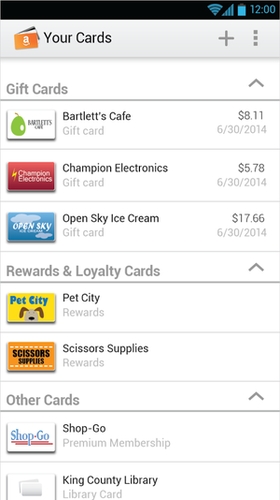 12:00
a Your Cards
Gift Cards
BARTLETT'S CAFE
Bartlett's Cafe $8.11
Gift card 6/30/2014
Champion Electronics
Champion Electronics $5.78
Gift card 6/30/2014
OPEN SKY ICE CREAM
Open Sky Ice Cream $17.66
Gift card 6/30/2014
Rewards & Loyalty Cards
Pet City
Pet City
Rewards
SCISSORS SUPPLIES
Scissors Supplies
Rewards
Other Cards
Shop-Go
Shop-Go
Premium Membership
King County Library
Library Card